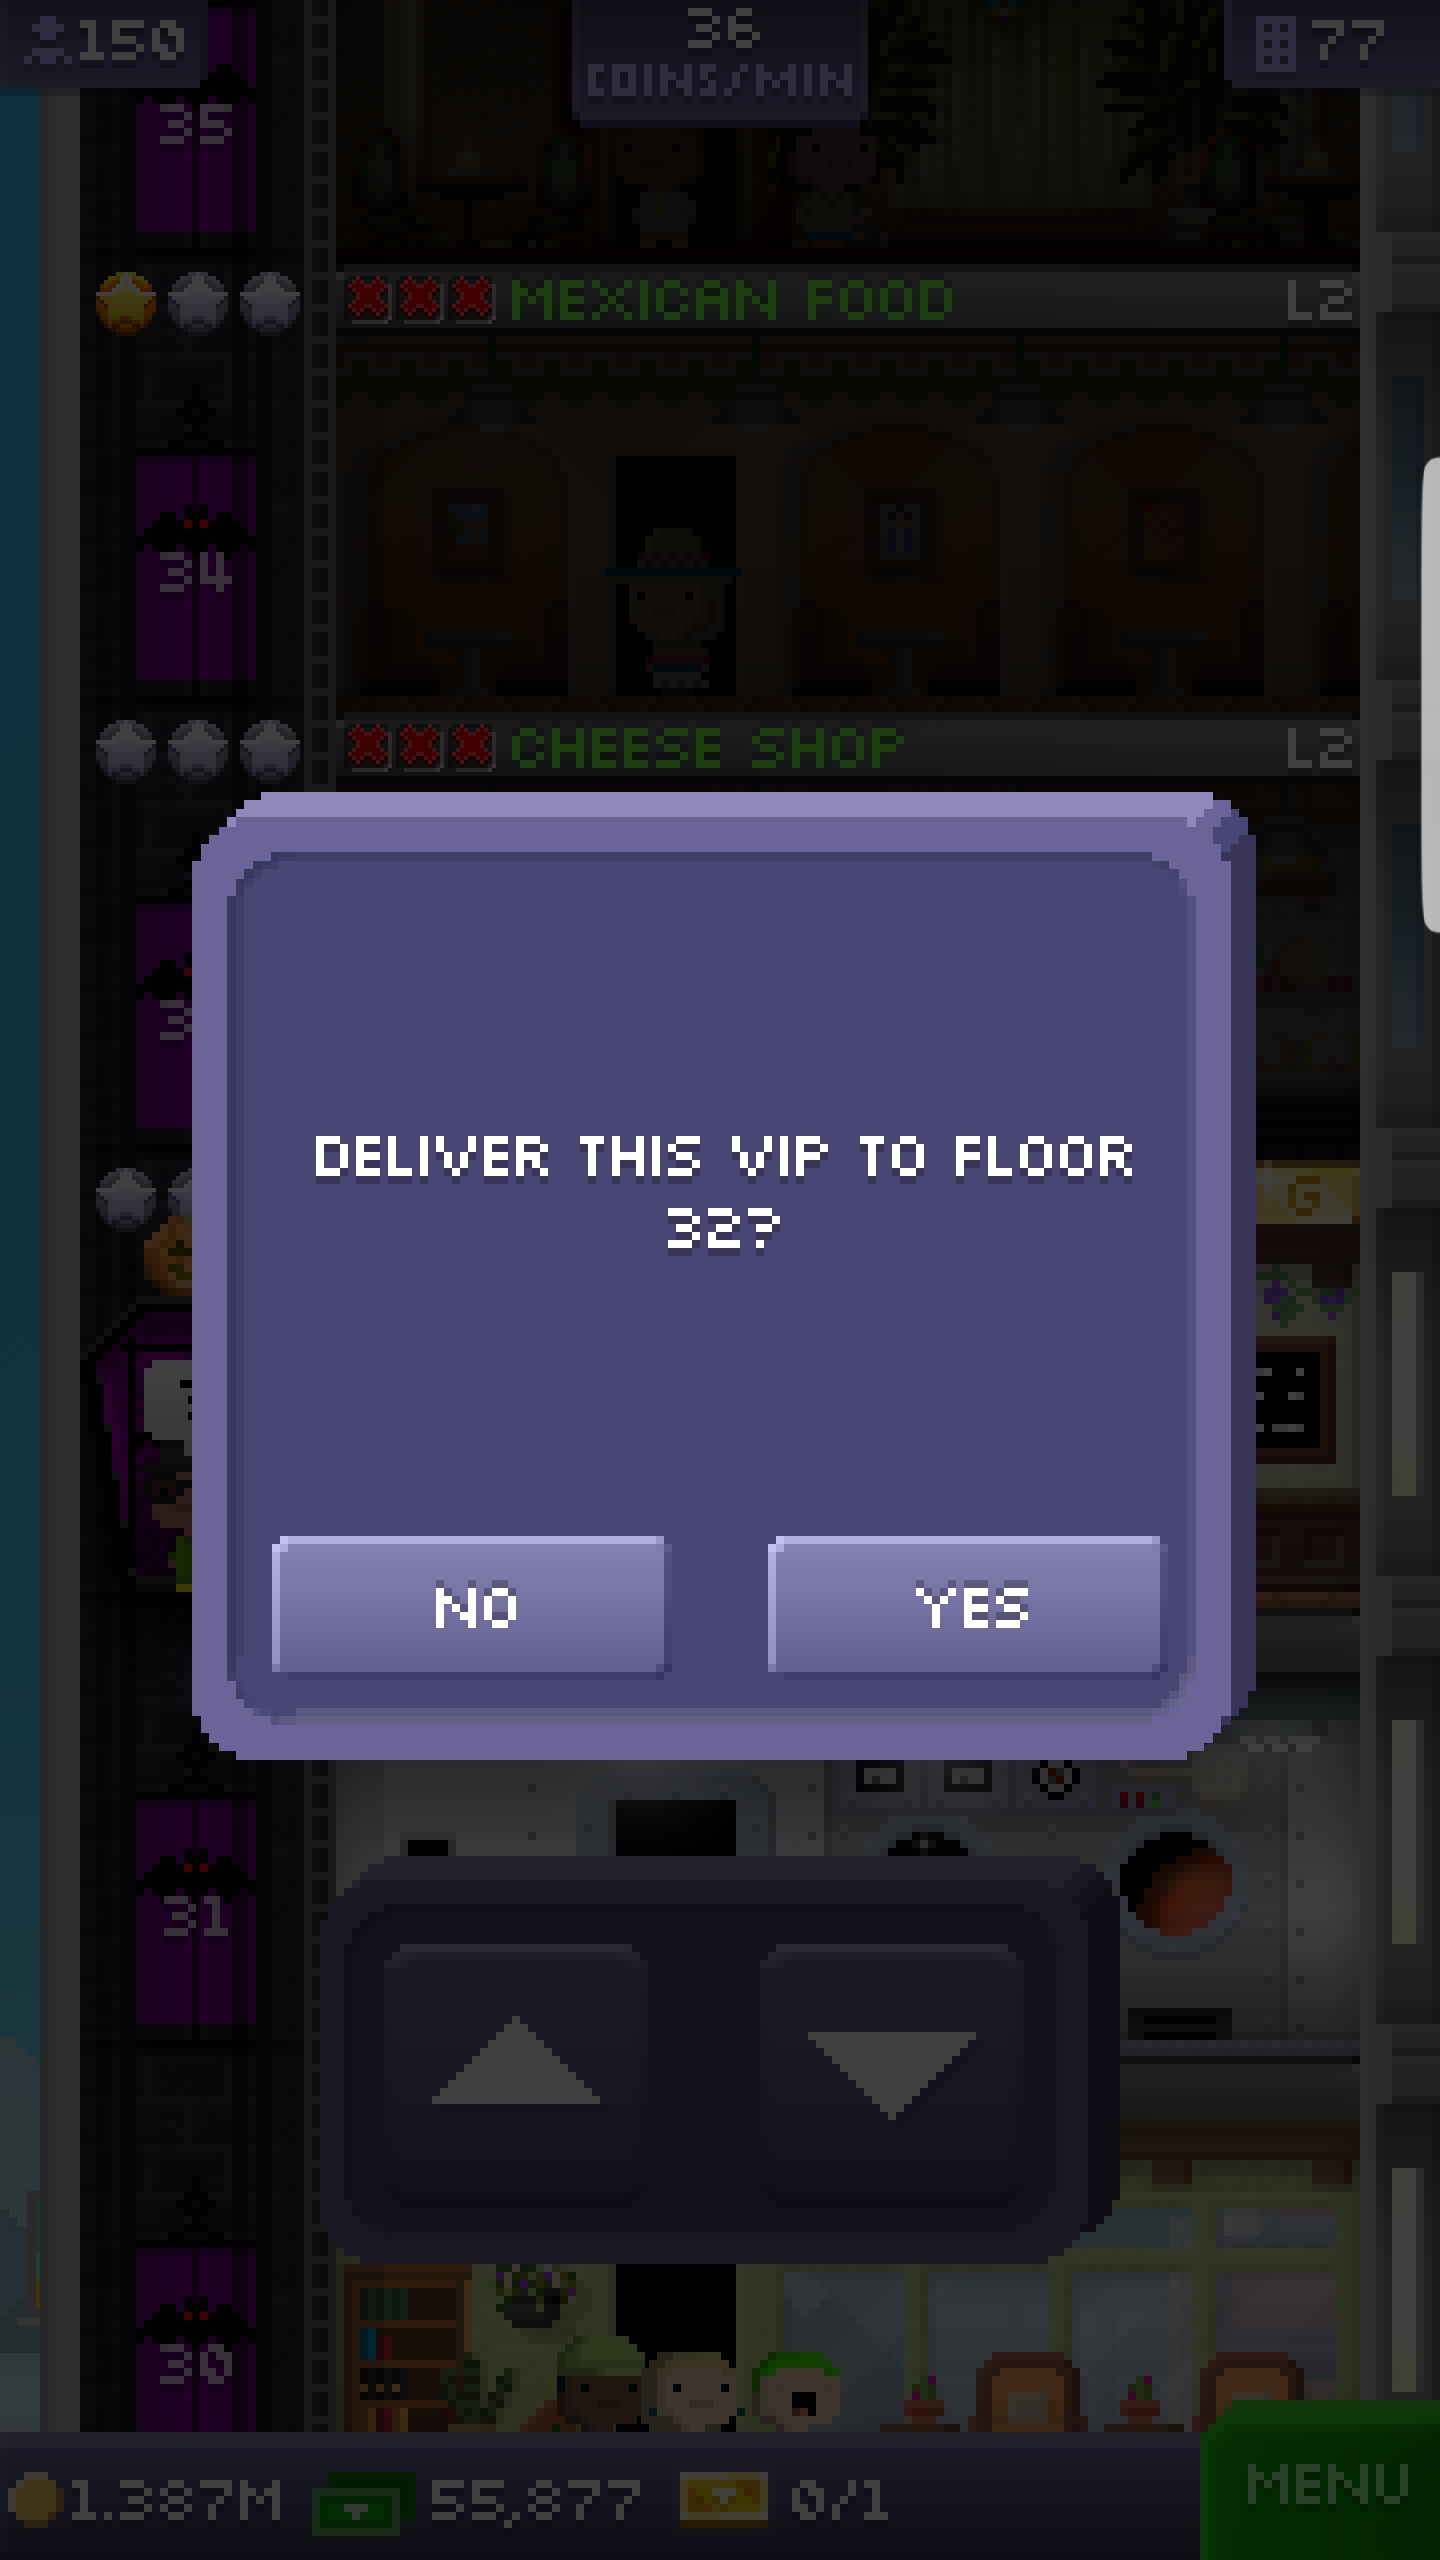 150
36
COINS/MIN
77
35
MEXICAN FOOD L2
34
CHEESE SHOP L2
3
G
DELIVER THIS VIP TO FLOOR
32?
NO YES
31
30
1.387M 55,877 0/1 MENU